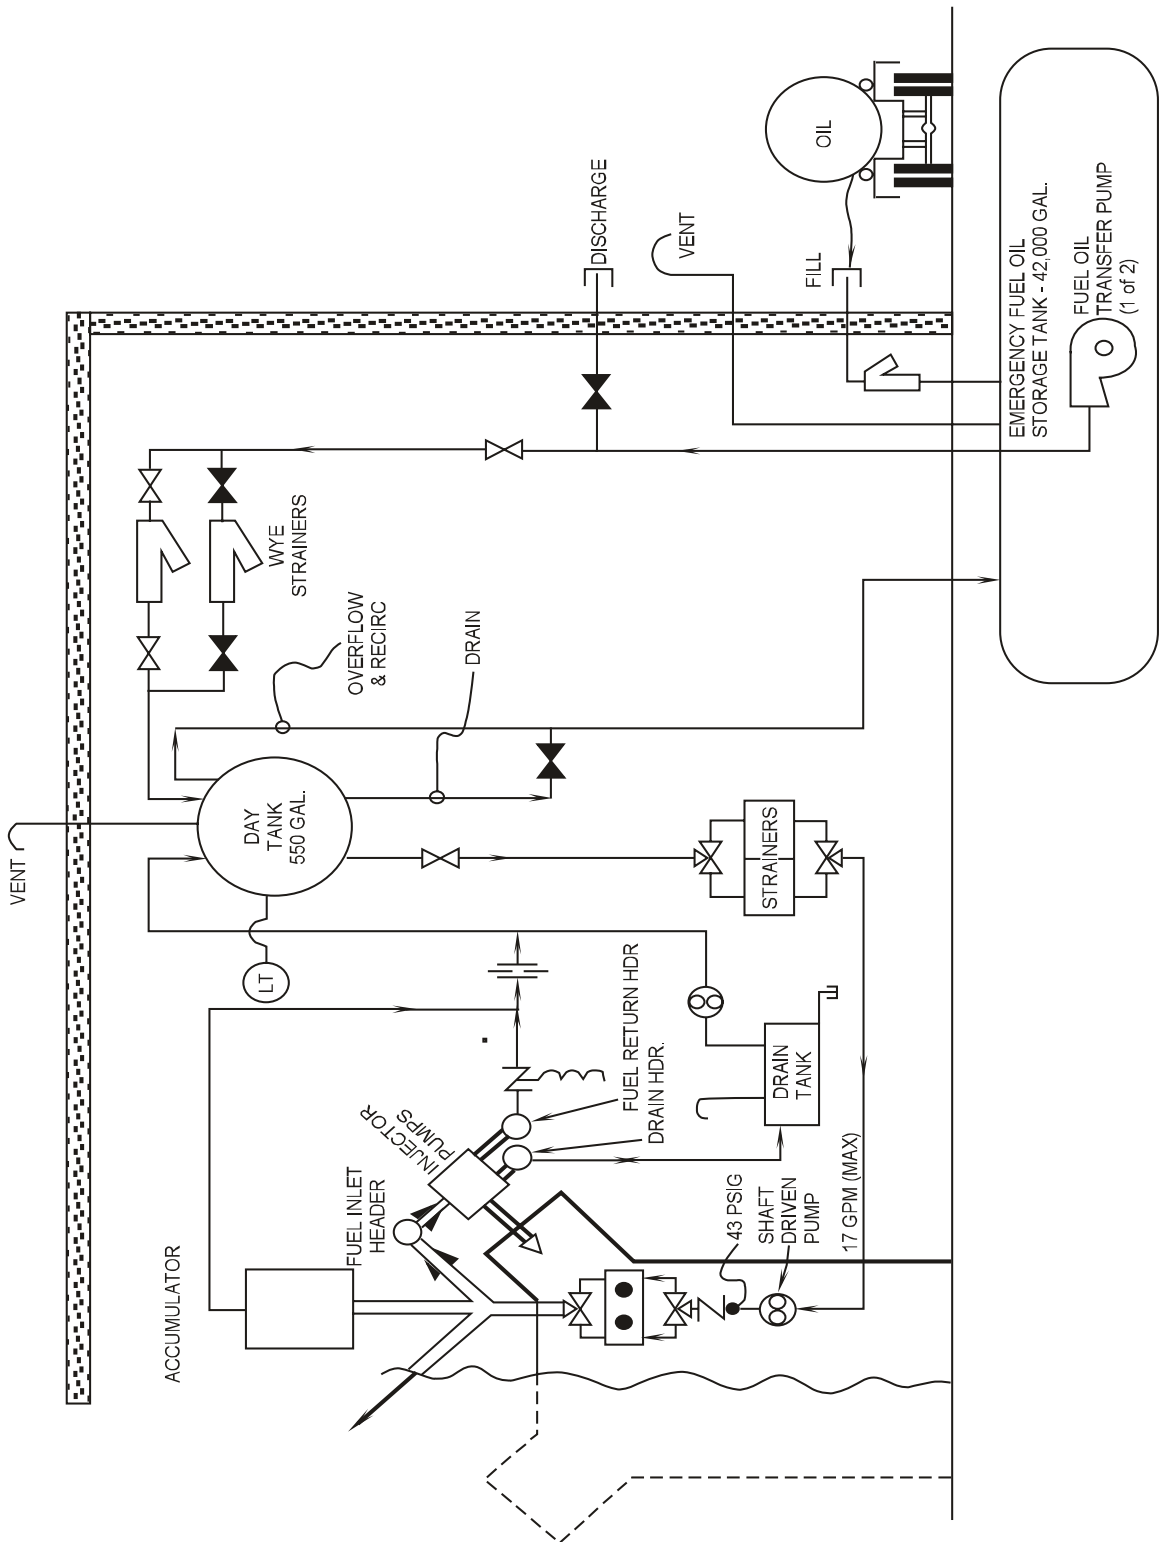 VENT
DAY
TANK
550 GAL.
LT
ACCUMULATOR
FUEL INLET
HEADER
INJECTOR
PUMPS
WYE
STRAINERS
OVERFLOW
& RECIRC
DRAIN
DISCHARGE
VENT
FILL
OIL
EMERGENCY FUEL OIL
STORAGE TANK - 42,000 GAL.
FUEL OIL
TRANSFER PUMP
(1 of 2)
STRAINERS
FUEL RETURN HDR
DRAIN HDR.
DRAIN
TANK
43 PSIG
SHAFT
DRIVEN
PUMP
17 GPM (MAX)